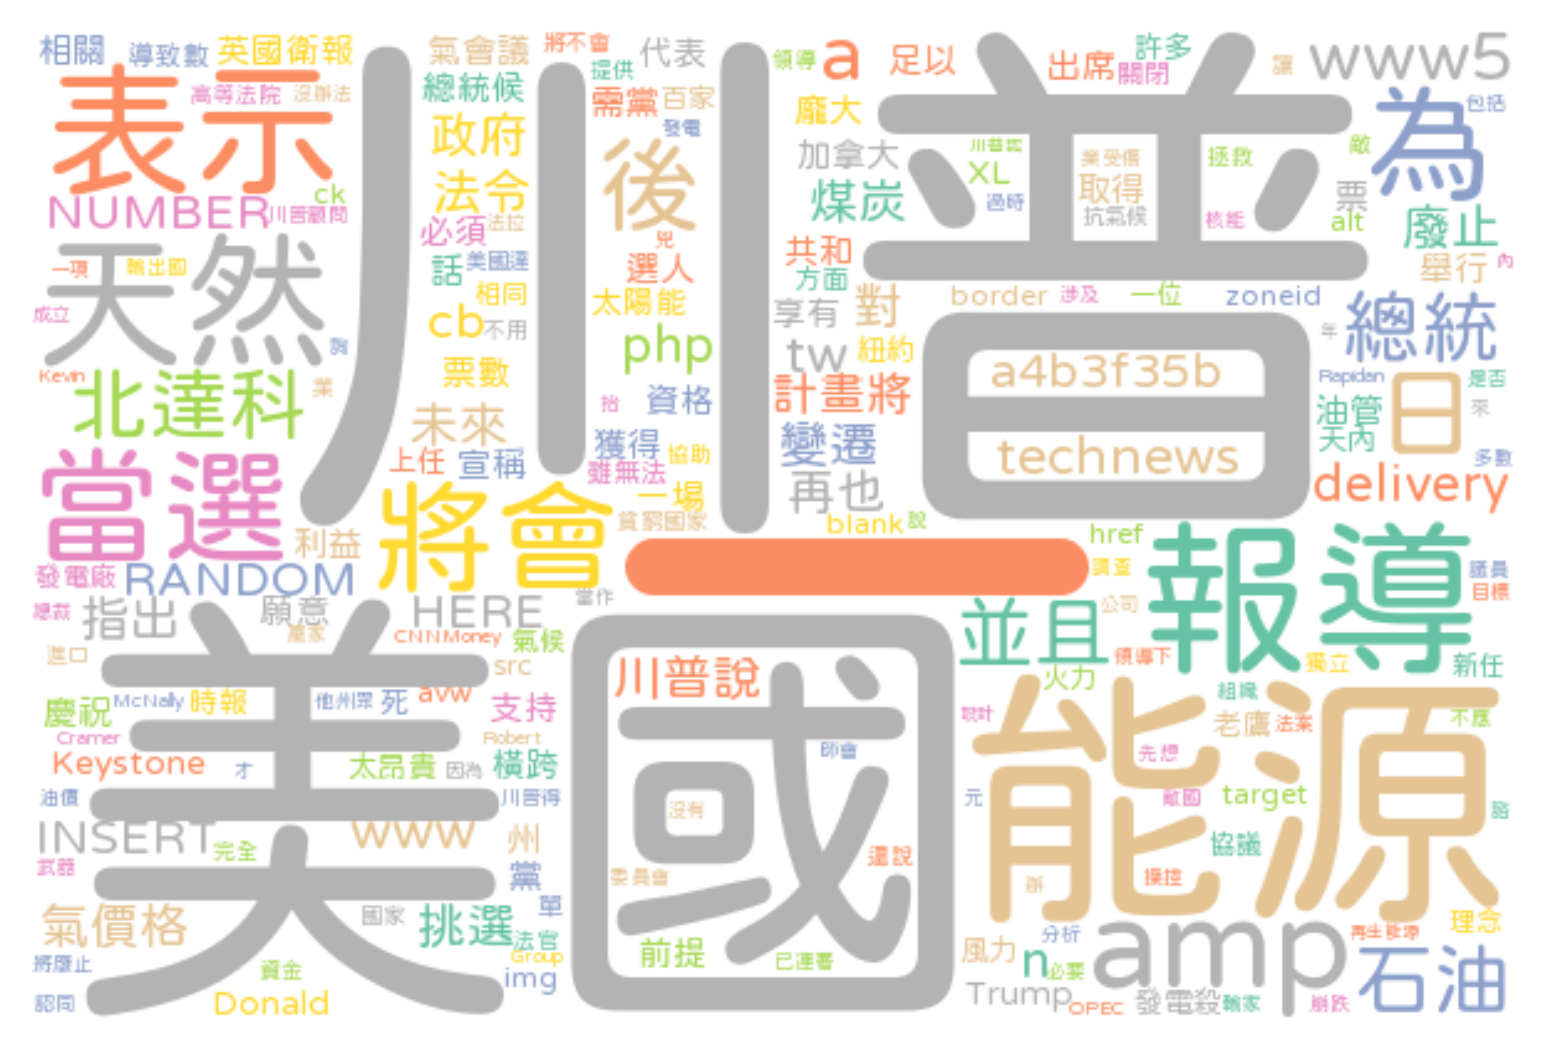 相關 導致數 英國衛報 氣會議 將不會 代表 領導 a 足以 出席 許多 讓 www5
表示 高等法院 沒辦法 川普 總統候 提供 需黨 百家 龐大 關閉 為 包括
政府 發電 後 加拿大 XL 拯救 敵
NUMBER ck 川普顧問 法令 煤炭 過時 取得 抗氣候 核能 票 alt 廢止
天然 必須 法拉 共和 舉行 內
一項 輸出國 話 美國達 選人 方面
成立 相同 太陽能 享有 對 border 涉及 一位 zoneid 總統
cb 不用 php tw 紐約 年
Kevin 北達科 業 票數 資格 計畫將 a4b3f35b Rapidan 是否 日
未來 抬 獲得 變遷 油管 來 天內
當選 上任 宣稱 雖無法 協助 再也 technews 多數 delivery
將會 一場 貧窮國家 blank 說 href
利益 一 調查 報導 議員
發電廠 RANDOM 目標
總裁 指出 願意 HERE 當作 並且 公司
美國 CNNMoney 氣候 領導下 獨立 新任
進口 src 川普說 火力 能源
慶祝 McNally 時報 他州眾 死 avw 支持 組織 老鷹 法案 不應
Cramer Robert 先想
Keystone 才 太昂貴 因為 橫跨
油價 川普得 沒有 元 敵國 target
INSERT 完全 www 州 協議
武器 黨 委員會 還說 操控
氣價格 國家 挑選 單 amp 理念
法官 前提 風力 分析 再生能源
將廢止 資金 Group img 已連署 n 必要 石油
認同 Donald Trump OPEC 發電殺 輸家 崩跌